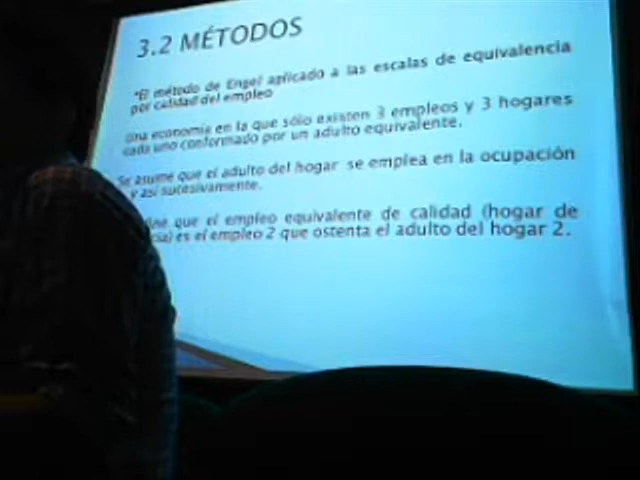 3.2 MÉTODOS
*El método de Engel aplicado a las escalas de equivalencia
por calidad del empleo
Una economía en la que sólo existen 3 empleos y 3 hogares
cada uno conformado por un adulto equivalente.
Se asume que el adulto del hogar se emplea en la ocupación
y así sucesivamente.
que el empleo equivalente de calidad (hogar de
es el empleo 2 que ostenta el adulto del hogar 2.